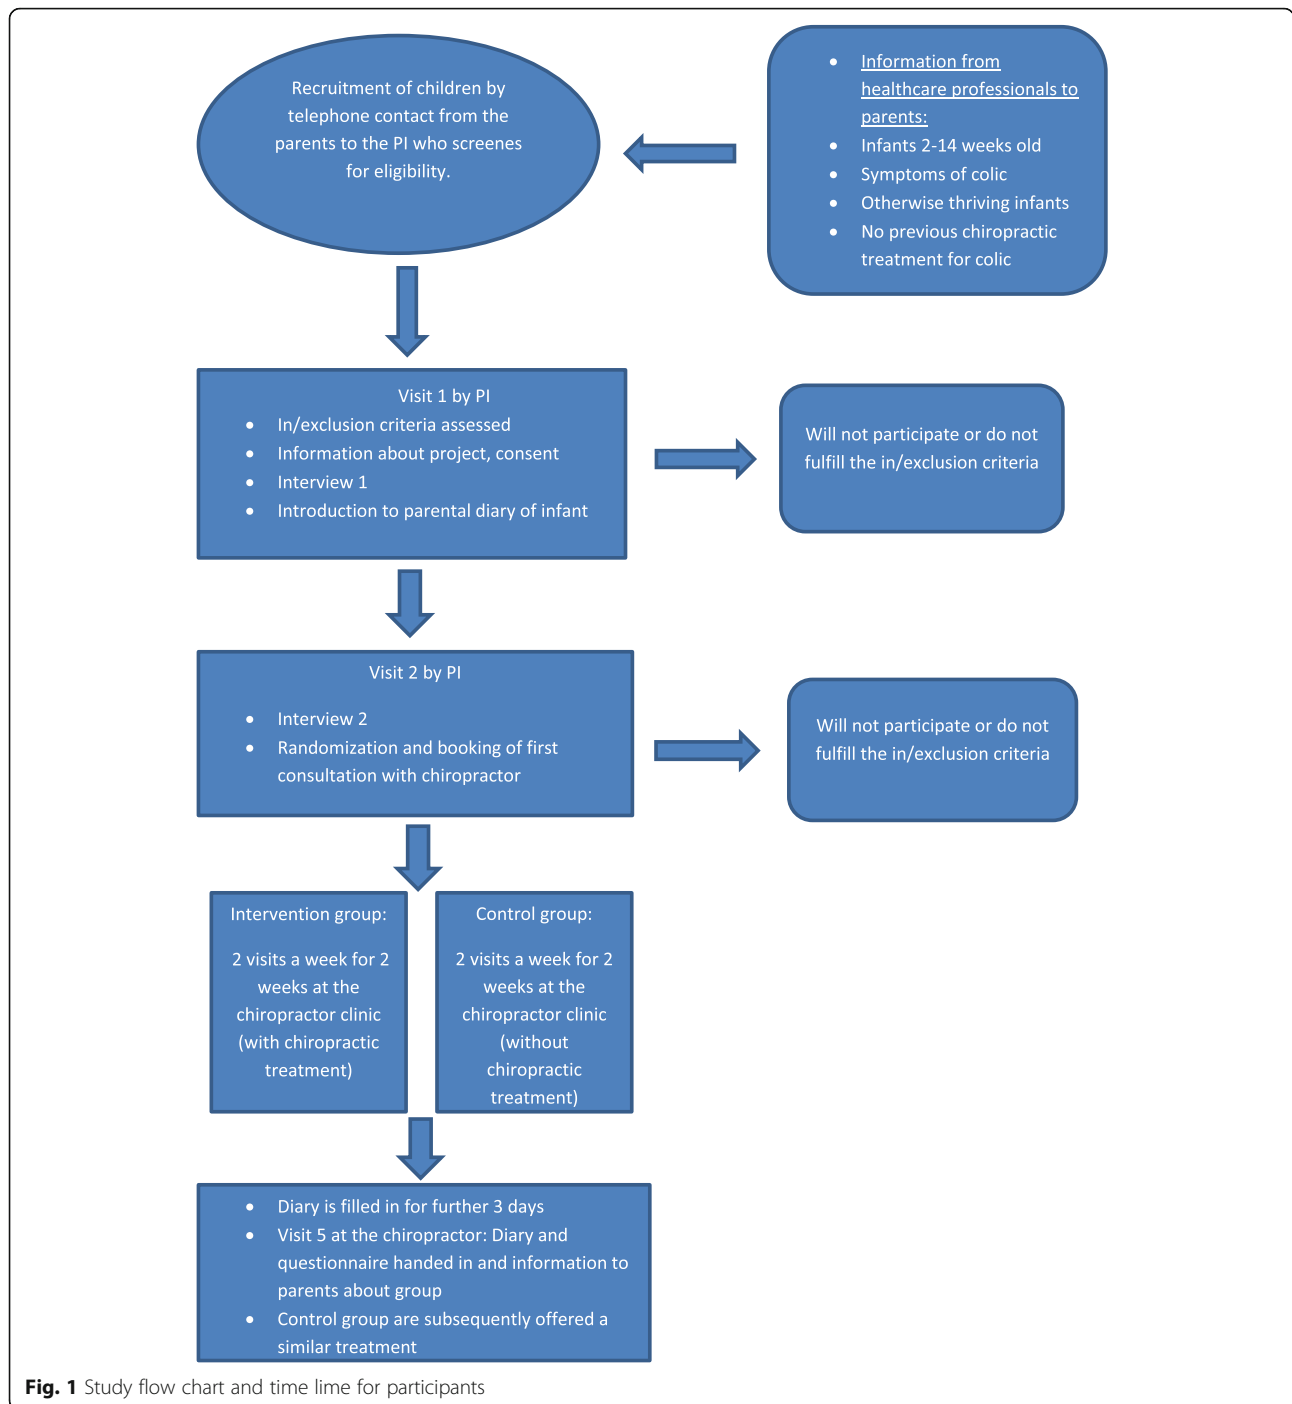 Recruitment of children by
telephone contact from the
parents to the PI who screenes
for eligibility.
• Information from
healthcare professionals to
parents:
• Infants 2-14 weeks old
• Symptoms of colic
• Otherwise thriving infants
• No previous chiropractic
treatment for colic
Visit 1 by PI
• In/exclusion criteria assessed
• Information about project, consent
• Interview 1
• Introduction to parental diary of infant
Will not participate or do not
fulfill the in/exclusion criteria
Visit 2 by PI
• Interview 2
• Randomization and booking of first
consultation with chiropractor
Will not participate or do not
fulfill the in/exclusion criteria
Intervention group:
2 visits a week for 2
weeks at the
chiropractor clinic
(with chiropractic
treatment)
Control group:
2 visits a week for 2
weeks at the
chiropractor clinic
(without
chiropractic
treatment)
• Diary is filled in for further 3 days
• Visit 5 at the chiropractor: Diary and
questionnaire handed in and information to
parents about group
• Control group are subsequently offered a
similar treatment
Fig. 1 Study flow chart and time lime for participants